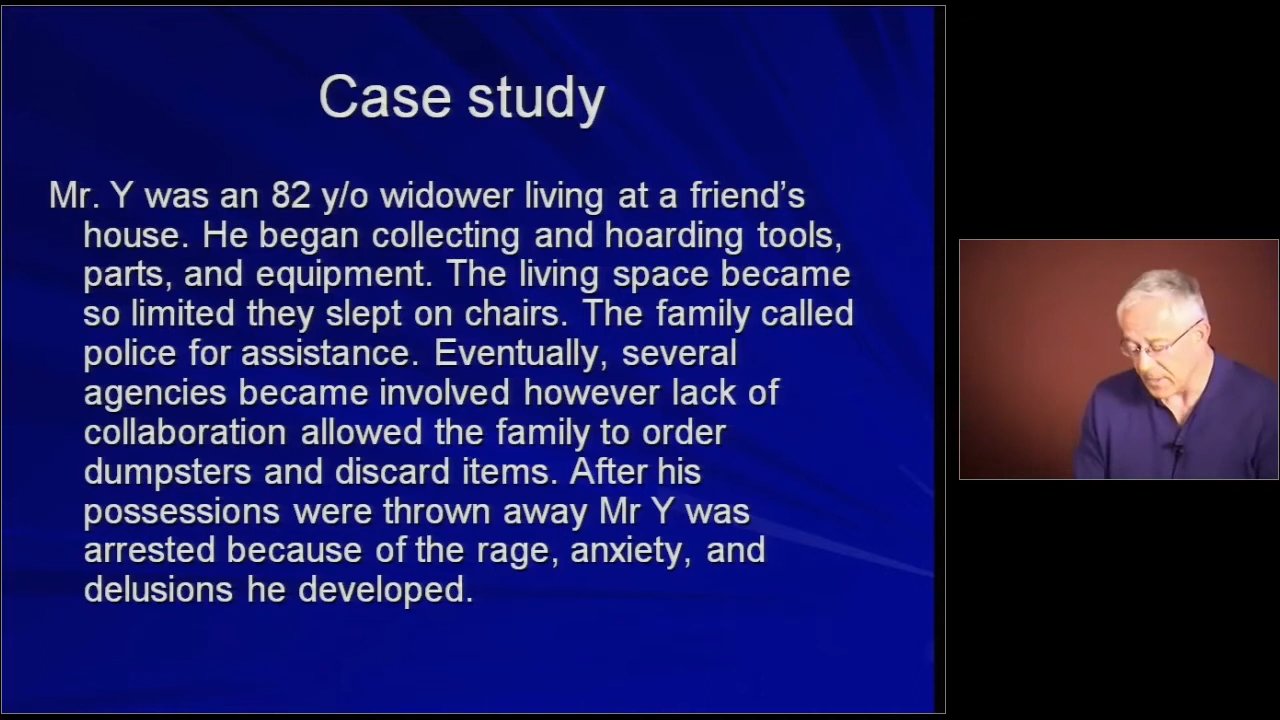 Case study
Mr. Y was an 82 y/o widower living at a friend’s
house. He began collecting and hoarding tools,
parts, and equipment. The living space became
so limited they slept on chairs. The family called
police for assistance. Eventually, several
agencies became involved however lack of
collaboration allowed the family to order
dumpsters and discard items. After his
possessions were thrown away Mr Y was
arrested because of the rage, anxiety, and
delusions he developed.